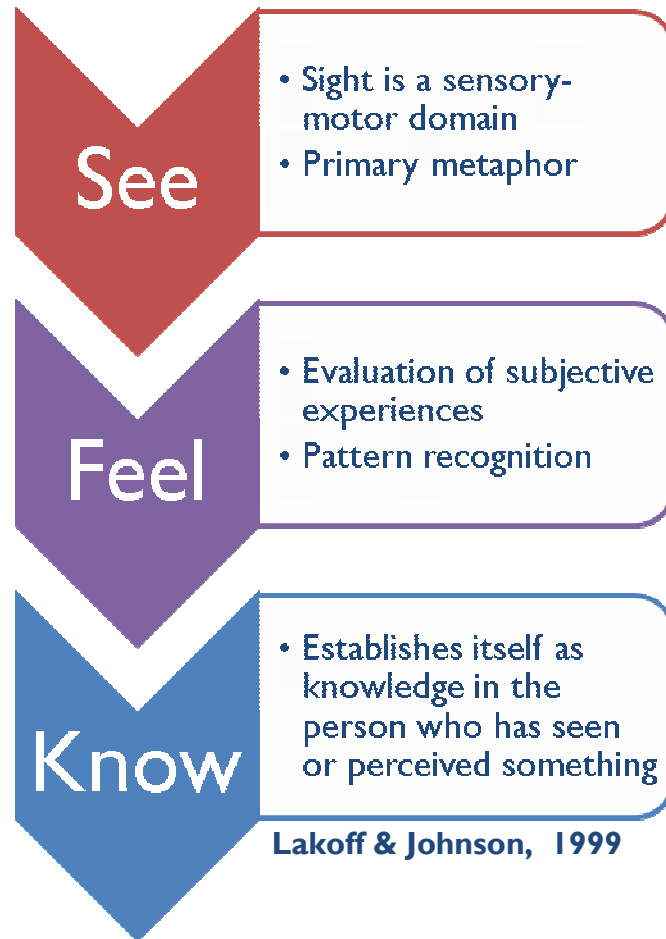 See
• Sight is a sensory-
motor domain
• Primary metaphor
Feel
• Evaluation of subjective
experiences
• Pattern recognition
Know
• Establishes itself as
knowledge in the
person who has seen
or perceived something
Lakoff & Johnson, 1999